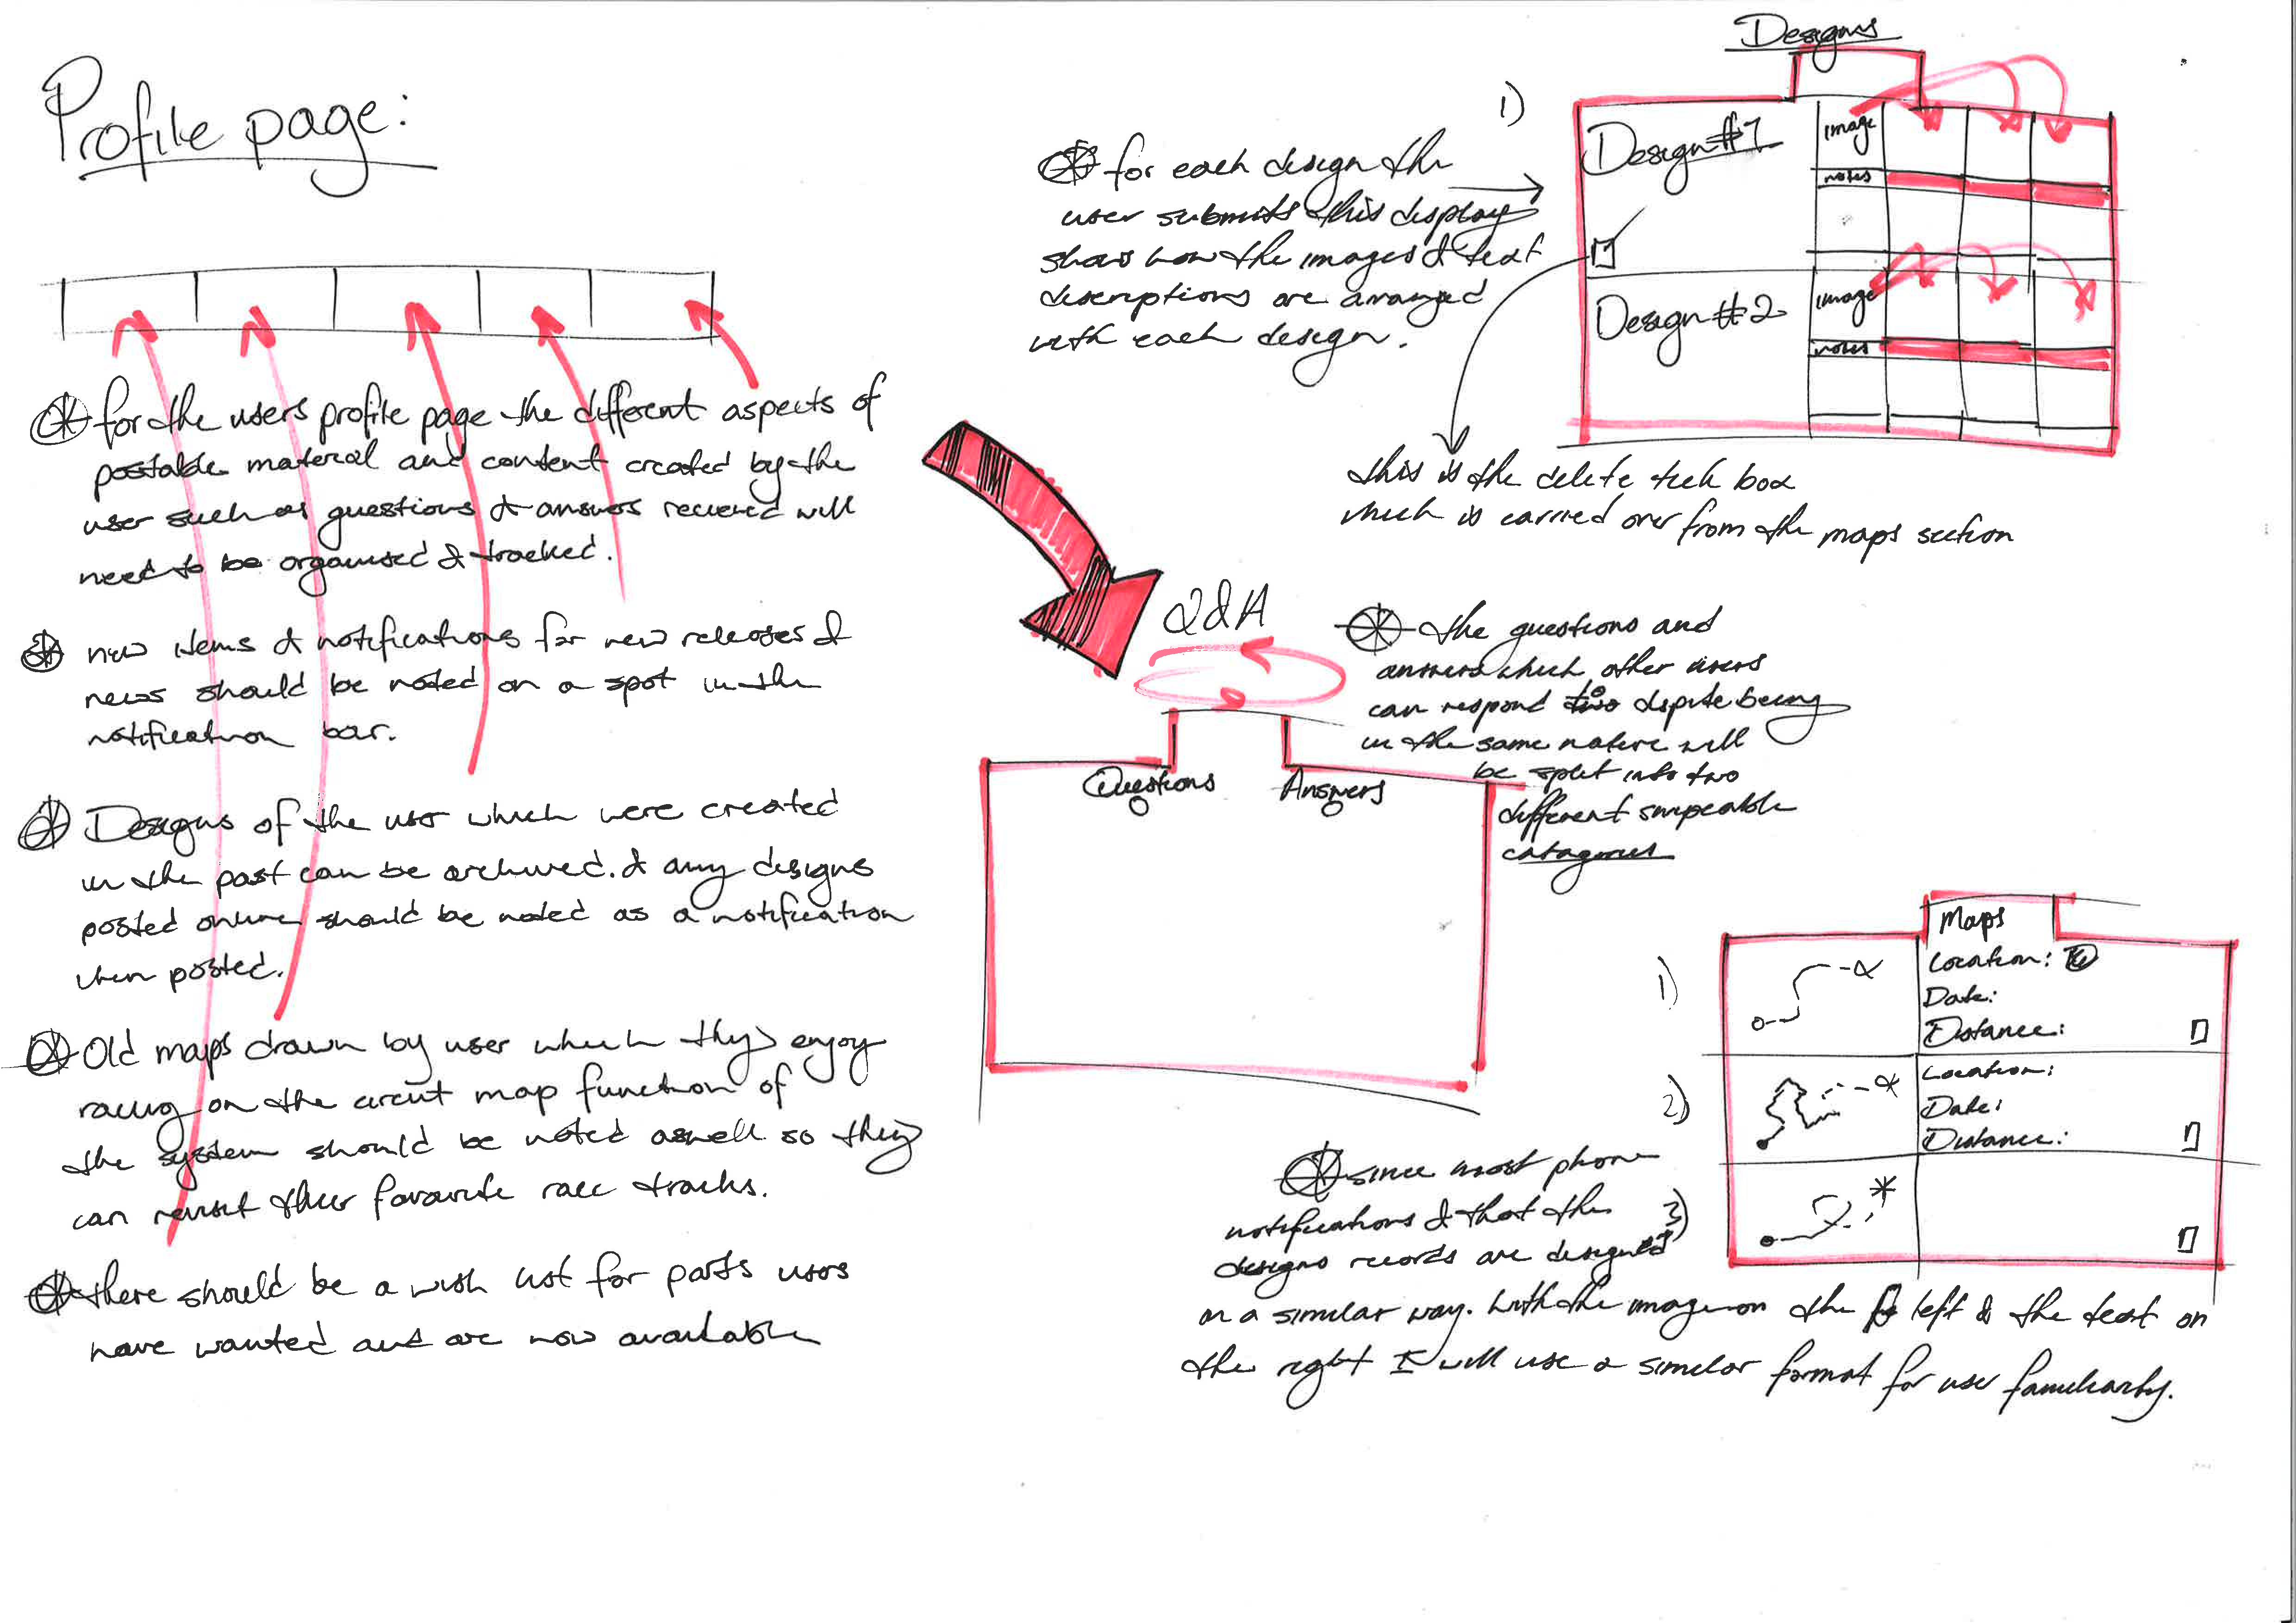 Profile page:
for the users profile page the different aspects of
postable material and content created by the
user such as questions & answers recieved will
need to be organised & tracked.
new items & notifications for new releases &
news should be noted on a spot in the
notification bar.
Designs of the user which were created
in the past can be archived. & any designs
posted online should be noted as a notification
when posted.
Old maps drawn by user which they enjoy
racing on the circuit map function of
the system should be noted aswell so they
can revisit their favourite race tracks.
there should be a wish list for parts users
have wanted and are now available
Designs
1)
for each design the
user submits this display
shows how the images & text
descriptions are arranged
with each design.
Design #1
image
notes
Design #2
image
notes
this is the delete tick box
which is carried over from the maps section
Q&A
the questions and
answers which other users
can respond to dispite being
in the same nature will
be split into two
different swipeable
catagories
Questions
Answers
Maps
1)
Location:
Date:
Distance:
2)
Location:
Date:
Distance:
3)
since most phone
notifications & that the
designs records are designed
in a similar way. with the image on the left & the text on
the right I will use a similar format for user familiarity.